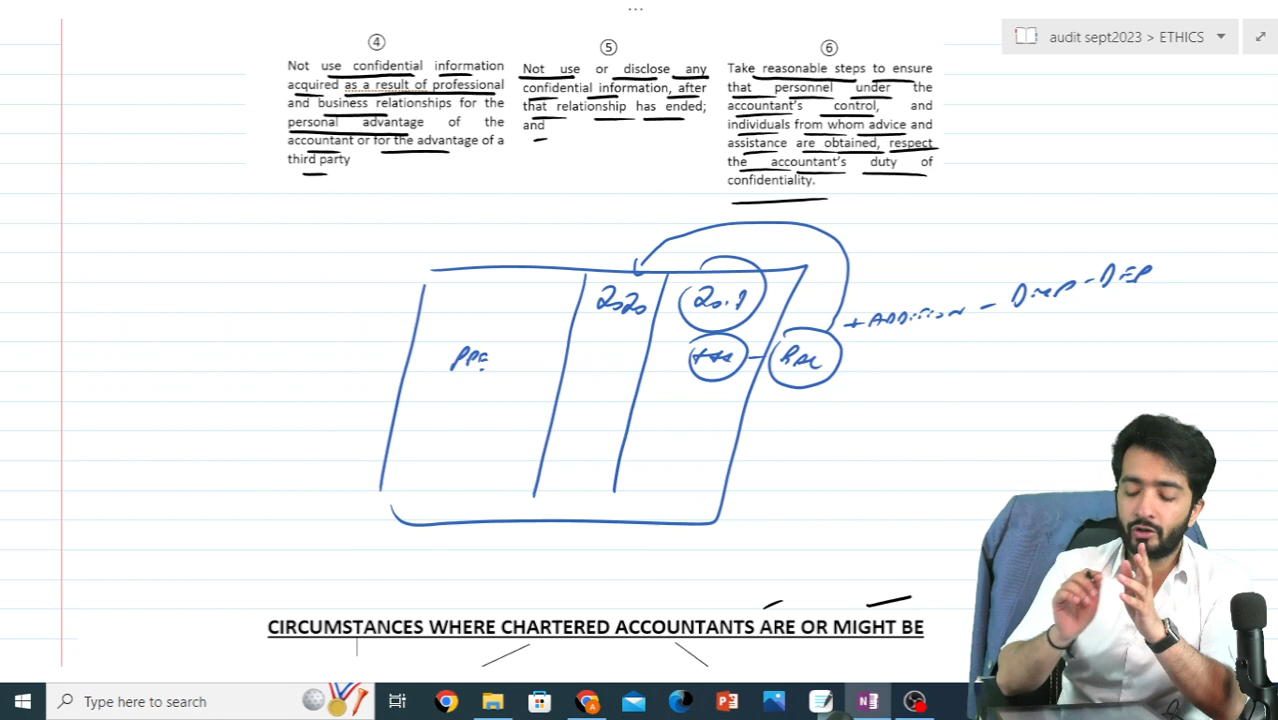 audit sept2023 > ETHICS
④
Not use confidential information
acquired as a result of professional
and business relationships for the
personal advantage of the
accountant or for the advantage of a
third party
⑤
Not use or disclose any
confidential information, after
that relationship has ended;
and
⑥
Take reasonable steps to ensure
that personnel under the
accountant's control, and
individuals from whom advice and
assistance are obtained, respect
the accountant's duty of
confidentiality.
2020
PPE
+ ADDITION - DISP - DEP
CIRCUMSTANCES WHERE CHARTERED ACCOUNTANTS ARE OR MIGHT BE
Type here to search